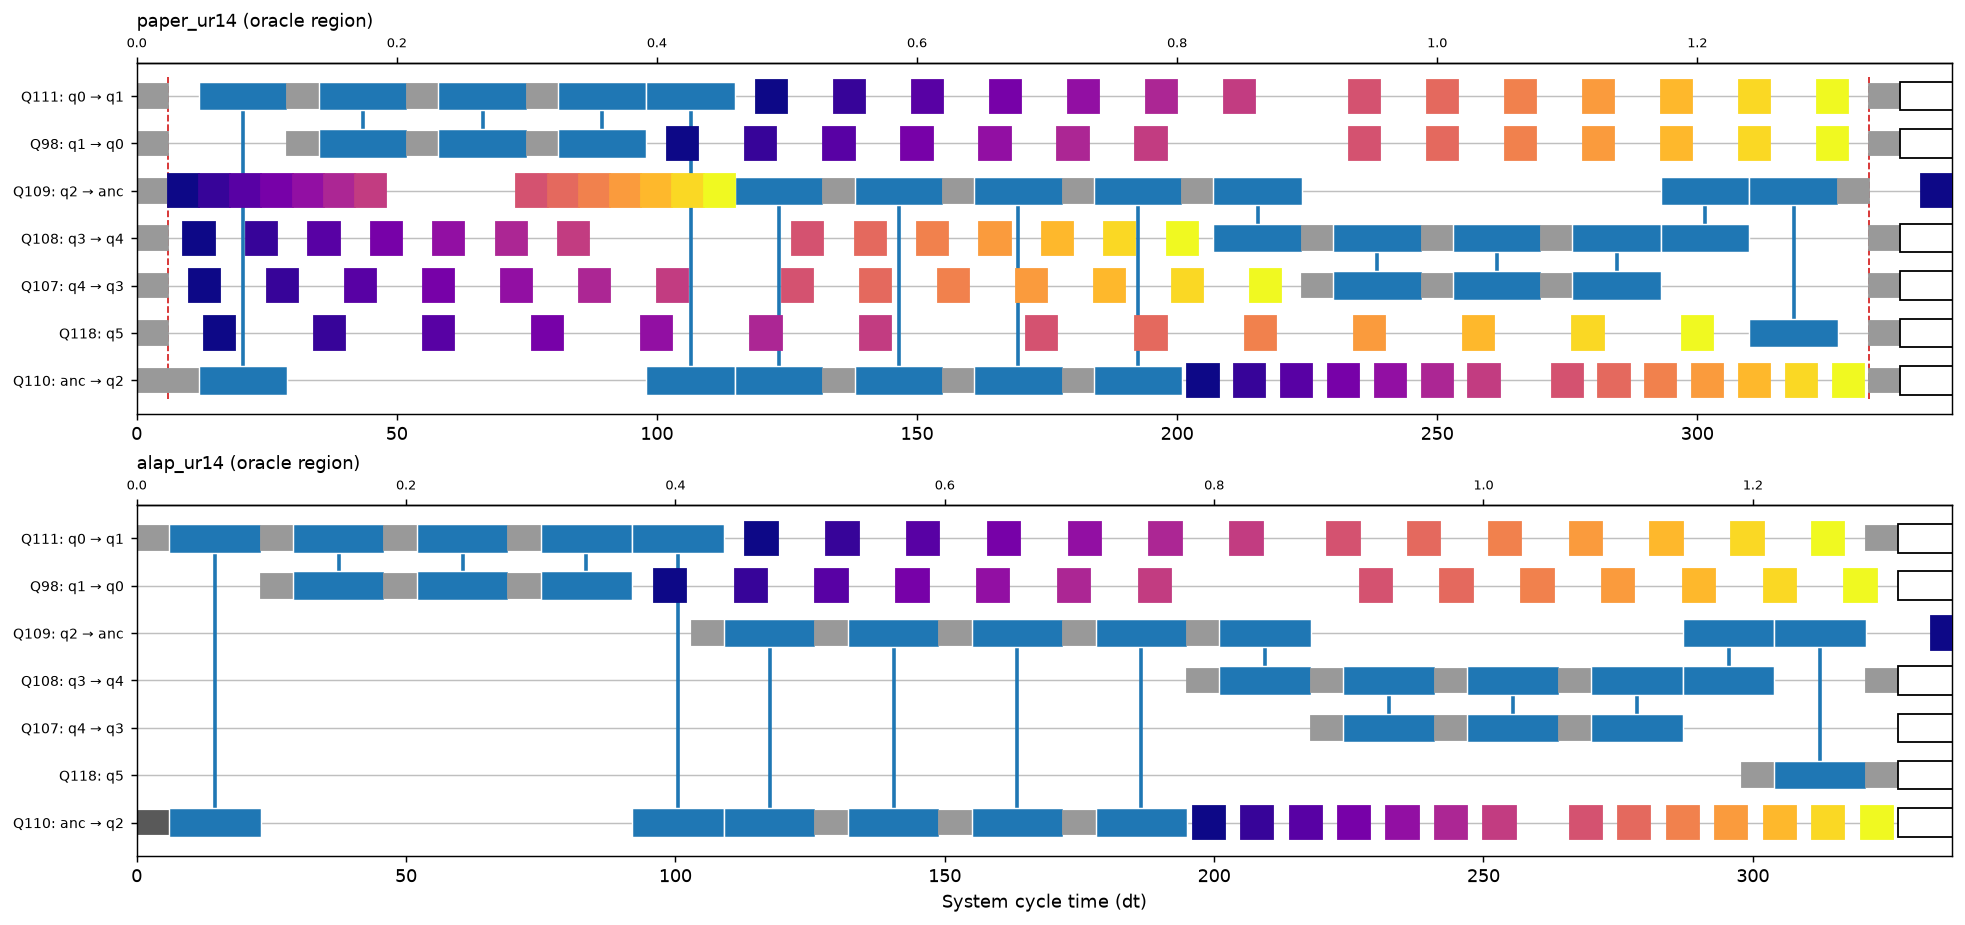 paper_ur14 (oracle region)
0.0 0.2 0.4 0.6 0.8 1.0 1.2
Q111: q0 → q1
Q98: q1 → q0
Q109: q2 → anc
Q108: q3 → q4
Q107: q4 → q3
Q118: q5
Q110: anc → q2
0 50 100 150 200 250 300
alap_ur14 (oracle region)
0.0 0.2 0.4 0.6 0.8 1.0 1.2
Q111: q0 → q1
Q98: q1 → q0
Q109: q2 → anc
Q108: q3 → q4
Q107: q4 → q3
Q118: q5
Q110: anc → q2
0 50 100 150 200 250 300
System cycle time (dt)